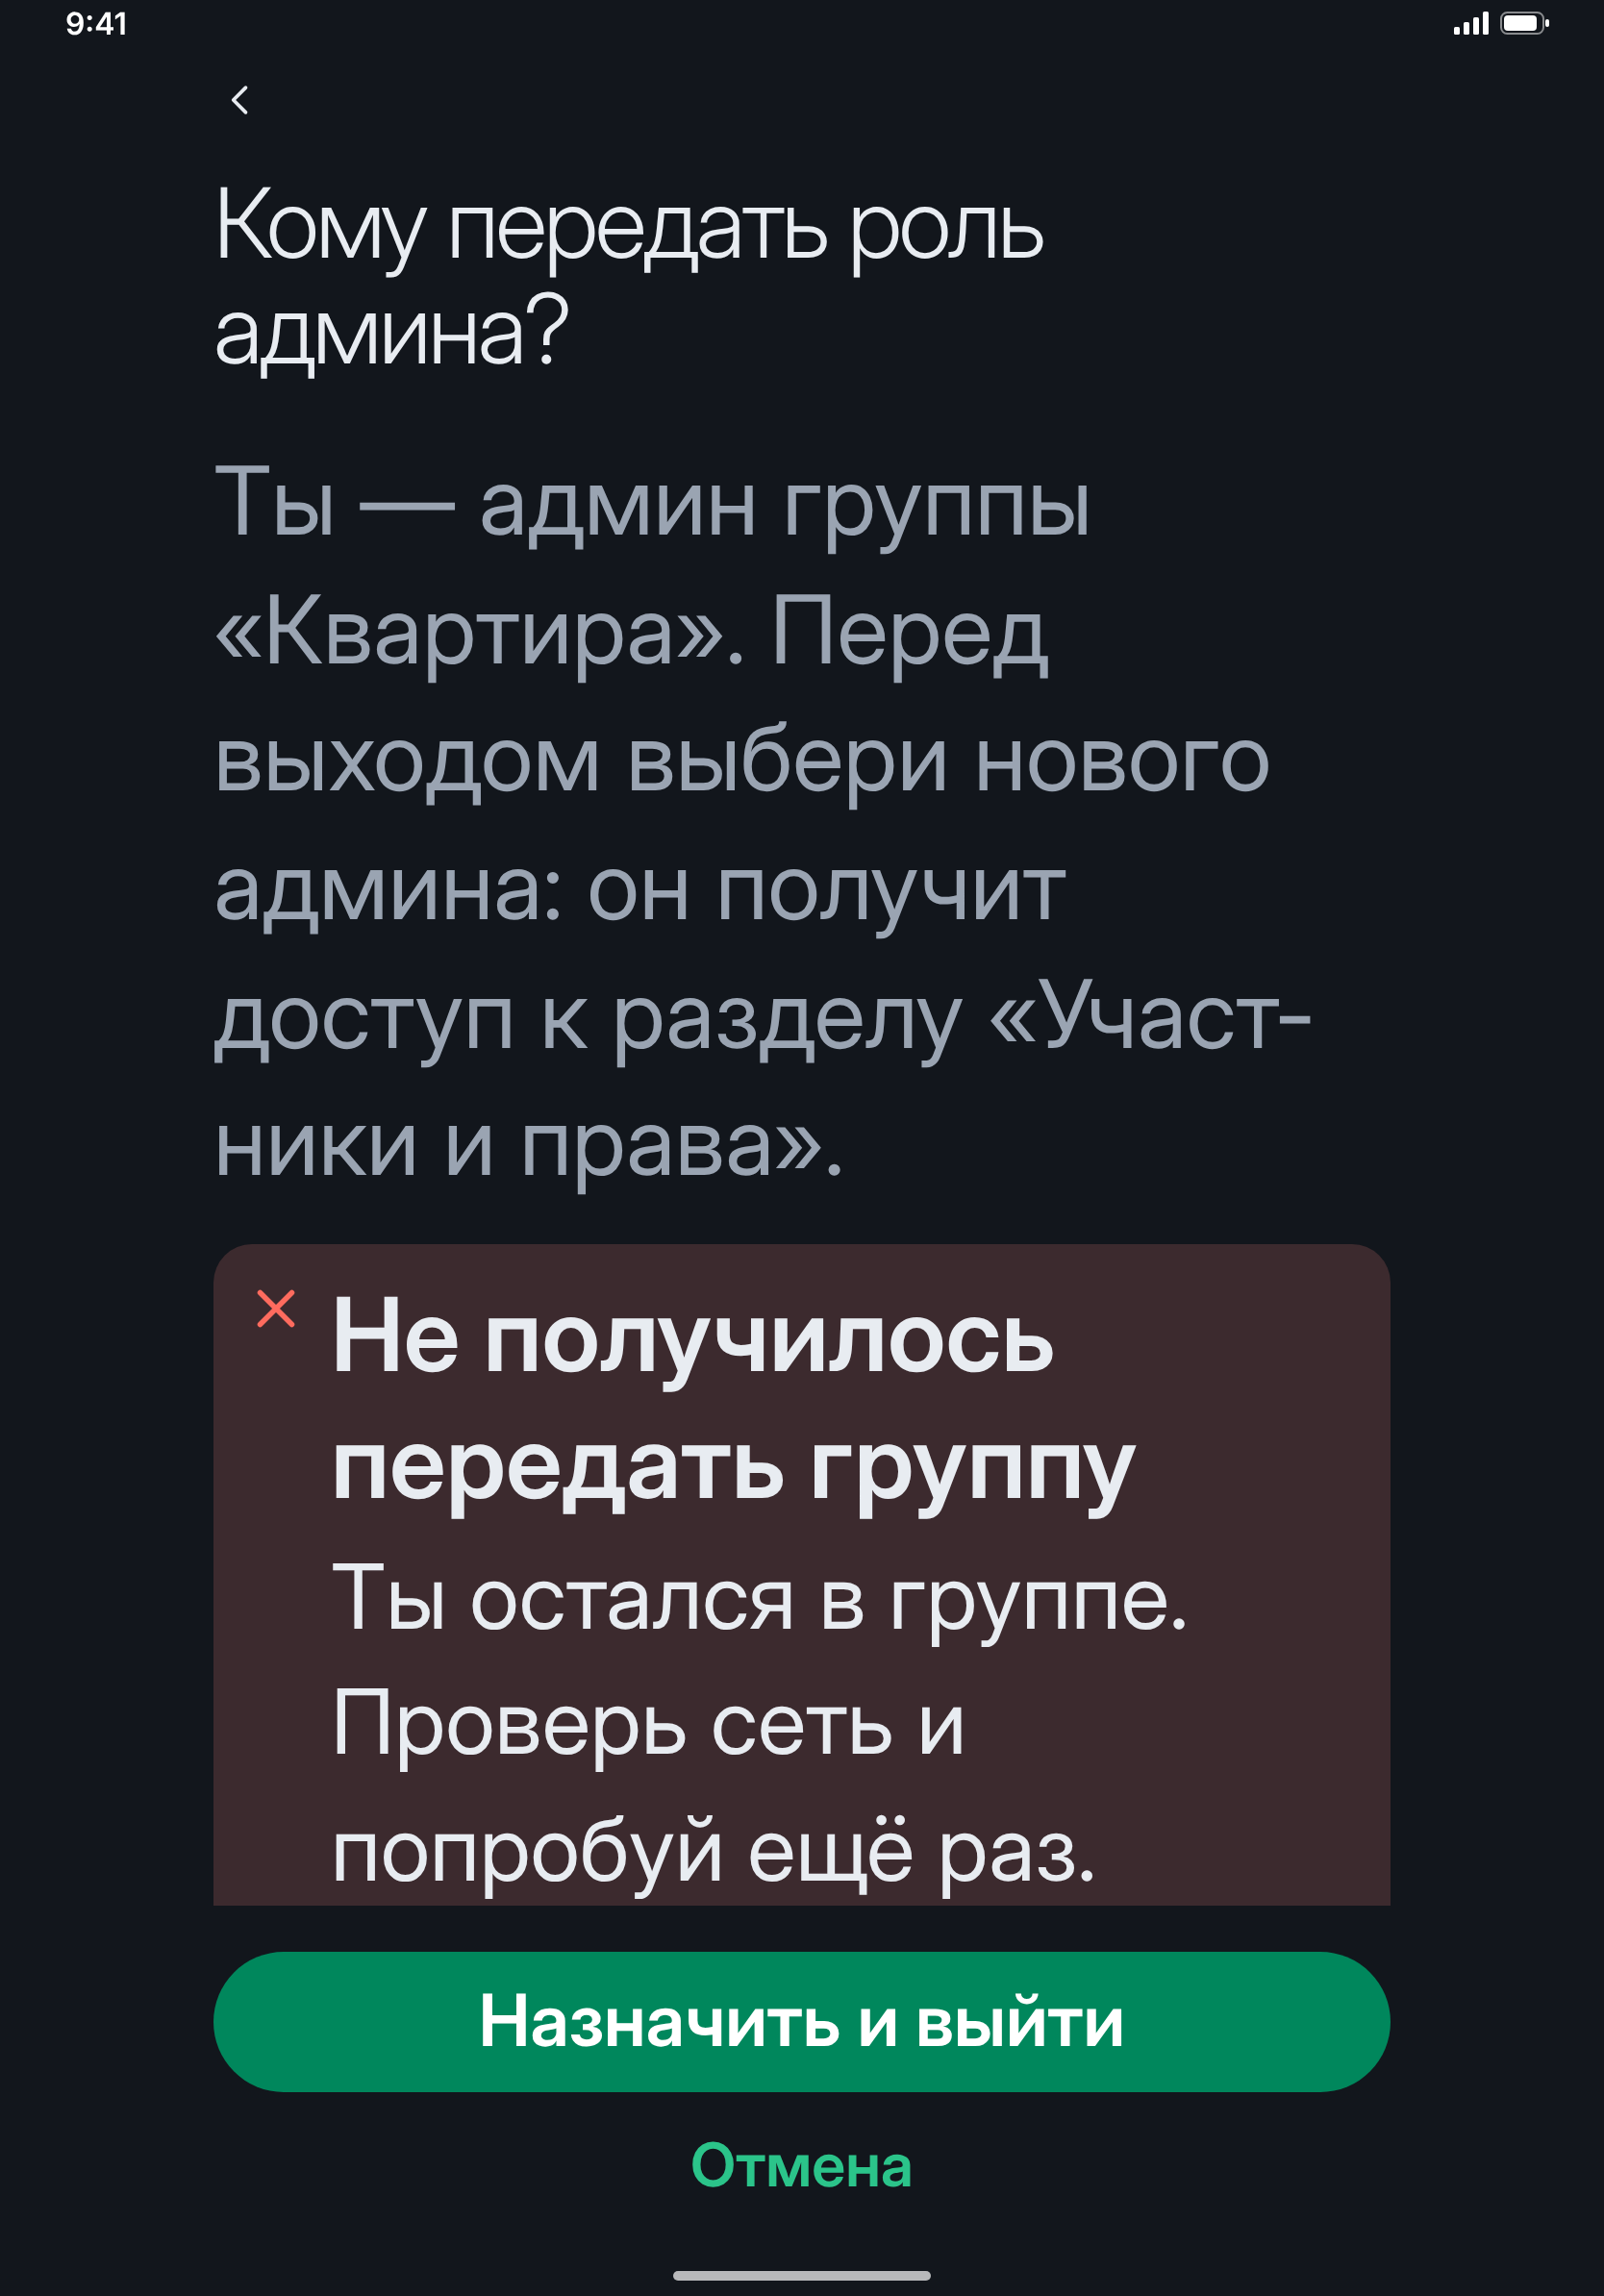 9:41
Кому передать роль
админа?
Ты — админ группы
«Квартира». Перед
выходом выбери нового
админа: он получит
доступ к разделу «Участ-
ники и права».
Не получилось
передать группу
Ты остался в группе.
Проверь сеть и
попробуй ещё раз.
Назначить и выйти
Отмена